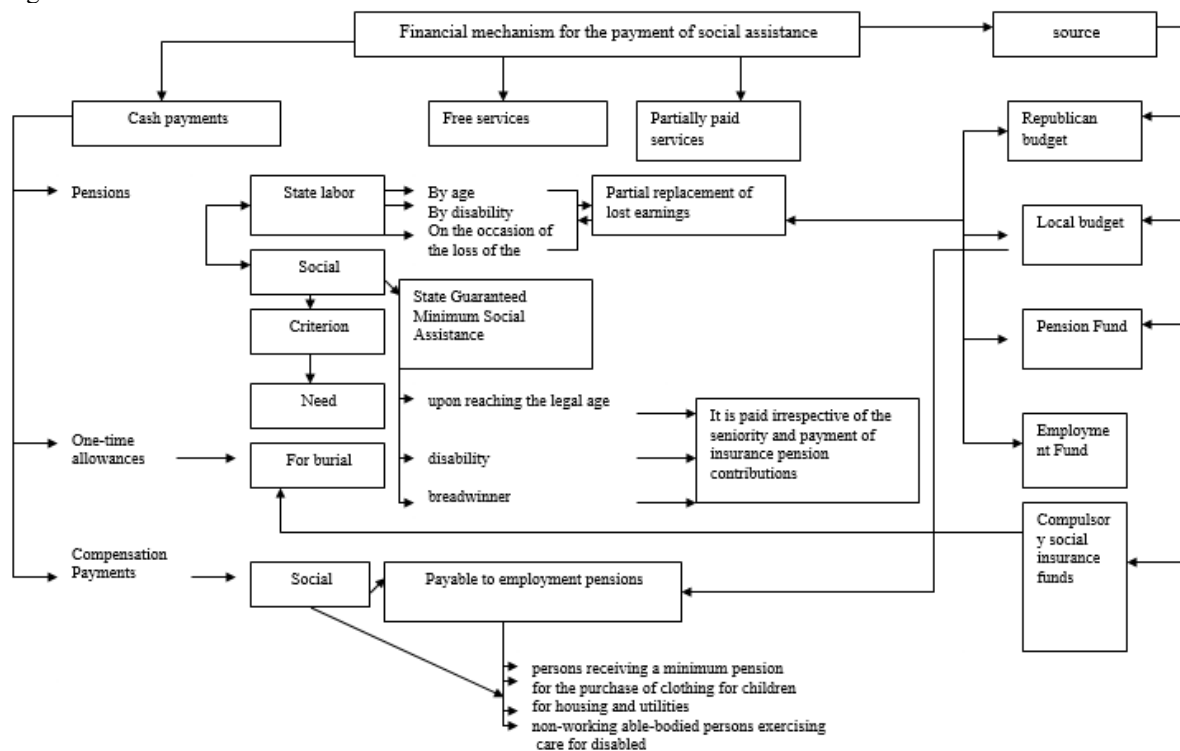 Financial mechanism for the payment of social assistance
source
Cash payments
Free services
Partially paid
services
Republican
budget
Pensions
State labor
By age
By disability
On the occasion of
the loss of the
Partial replacement of
lost earnings
Local budget
Social
State Guaranteed
Minimum Social
Assistance
Criterion
Pension Fund
Need
upon reaching the legal age
It is paid irrespective of the
seniority and payment of
insurance pension
contributions
Employme
nt Fund
One-time
allowances
For burial
disability
breadwinner
Compulsor
y social
insurance
funds
Compensation
Payments
Social
Payable to employment pensions
persons receiving a minimum pension
for the purchase of clothing for children
for housing and utilities
non-working able-bodied persons exercising
care for disabled